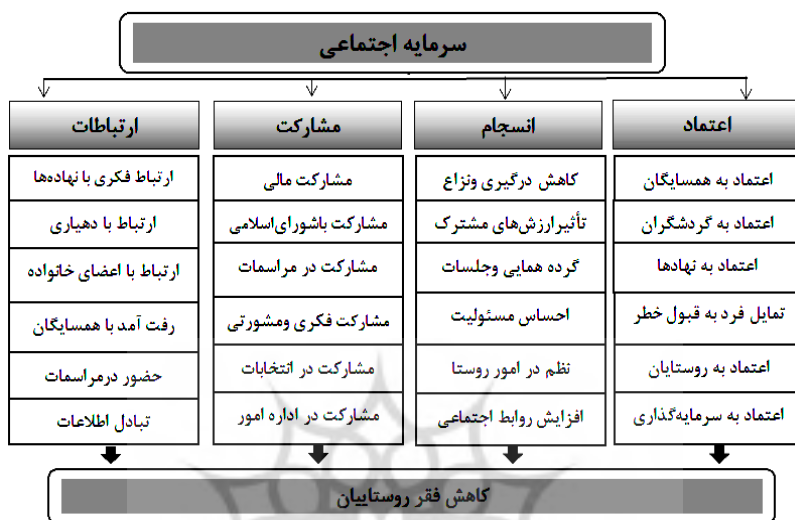 سرمایه اجتماعی
اعتماد
اعتماد به همسایگان
اعتماد به گردشگران
اعتماد به نهادها
تمایل فرد به قبول خطر
اعتماد به روستایان
اعتماد به سرمایه‌گذاری
انسجام
کاهش درگیری ونزاع
تأثیرارزش‌های مشترک
گرده همایی وجلسات
احساس مسئولیت
نظم در امور روستا
افزایش روابط اجتماعی
مشارکت
مشارکت مالی
مشارکت باشورای‌اسلامی
مشارکت در مراسمات
مشارکت فکری ومشورتی
مشارکت در انتخابات
مشارکت در اداره امور
ارتباطات
ارتباط فکری با نهاده‌ها
ارتباط با دهیاری
ارتباط با اعضای خانواده
رفت آمد با همسایگان
حضور درمراسمات
تبادل اطلاعات
کاهش فقر روستاییان